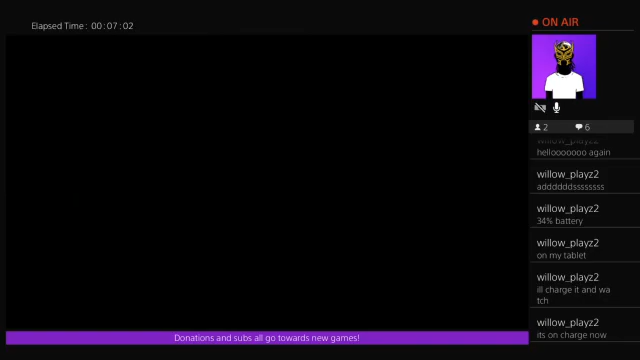 Elapsed Time : 00:07:02
ON AIR
2
6
willow_playz2
hellooooooo again
willow_playz2
adddddssssssss
willow_playz2
34% battery
willow_playz2
on my tablet
willow_playz2
ill charge it and wa
tch
willow_playz2
its on charge now
Donations and subs all go towards new games!